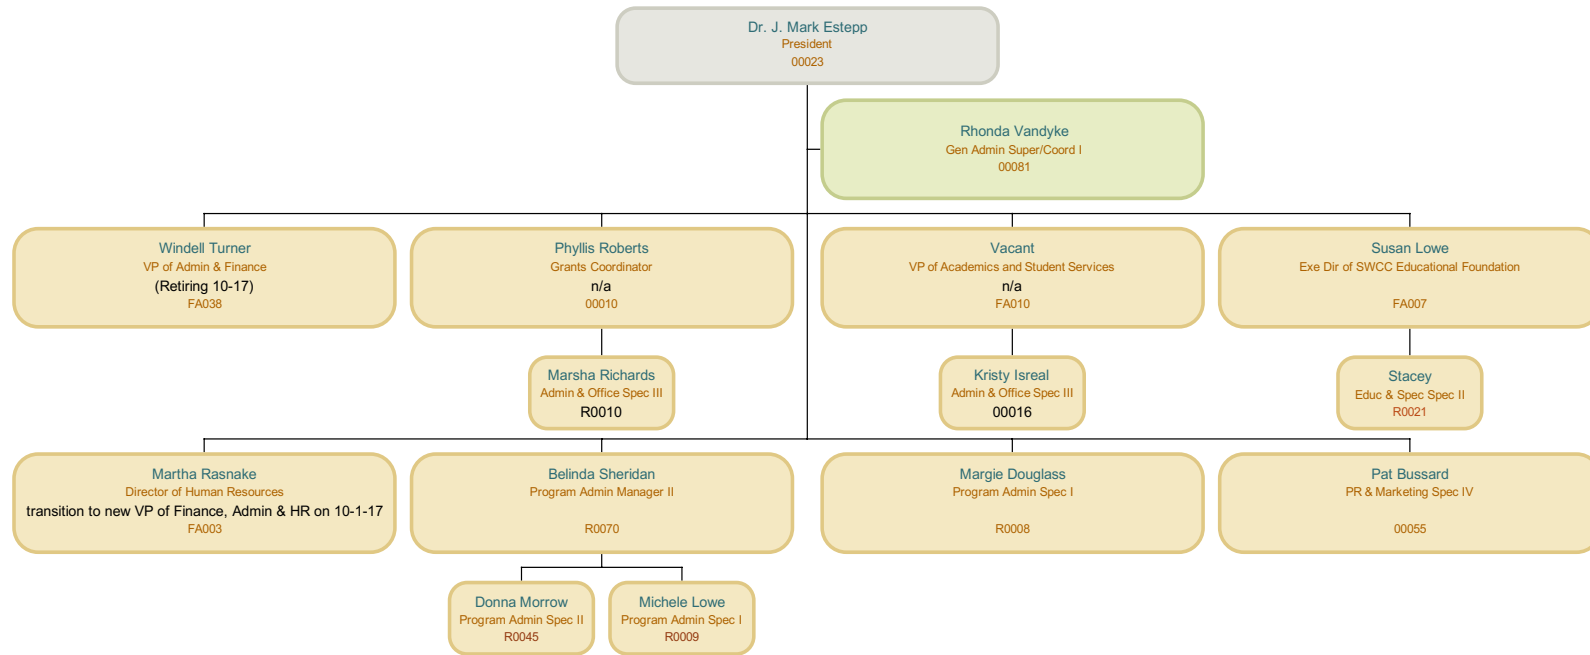 Dr. J. Mark Estepp
President
00023
Rhonda Vandyke
Gen Admin Super/Coord I
00081
Windell Turner
VP of Admin & Finance
(Retiring 10-17)
FA038
Phyllis Roberts
Grants Coordinator
n/a
00010
Vacant
VP of Academics and Student Services
n/a
FA010
Susan Lowe
Exe Dir of SWCC Educational Foundation
FA007
Marsha Richards
Admin & Office Spec III
R0010
Kristy Isreal
Admin & Office Spec III
00016
Stacey
Educ & Spec Spec II
R0021
Martha Rasnake
Director of Human Resources
transition to new VP of Finance, Admin & HR on 10-1-17
FA003
Belinda Sheridan
Program Admin Manager II
R0070
Margie Douglass
Program Admin Spec I
R0008
Pat Bussard
PR & Marketing Spec IV
00055
Donna Morrow
Program Admin Spec II
R0045
Michele Lowe
Program Admin Spec I
R0009